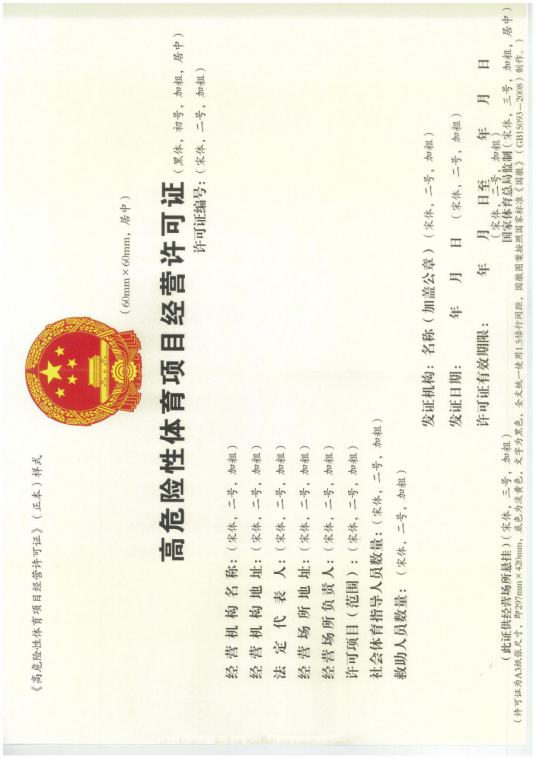 《高危险性体育项目经营许可证》（正本）样式
（60mm×60mm，居中）
高危险性体育项目经营许可证（黑体，初号，加粗，居中）
许可证编号：（宋体，二号，加粗）
经营机构名称：（宋体，二号，加粗）
经营机构地址：（宋体，二号，加粗）
法定代表人：（宋体，二号，加粗）
经营场所地址：（宋体，二号，加粗）
经营场所负责人：（宋体，二号，加粗）
许可项目（范围）：（宋体，二号，加粗）
社会体育指导人员数量：（宋体，二号，加粗）
救助人员数量：（宋体，二号，加粗）
发证机构：名称（加盖公章）（宋体，二号，加粗）
发证日期： 年 月 日（宋体，二号，加粗）
许可证有效期限： 年 月 日至 年 月 日
（宋体，二号，加粗）
（此证供经营场所悬挂）（宋体，三号，加粗） 国家体育总局监制（宋体，三号，加粗，居中）
（许可证为A3纸张尺寸，即297mm×420mm，底色为淡黄色，文字为黑色，全文统一使用1.5倍行间距，国徽图案按照国家标准《国徽》（GB15093—2008）制作。）